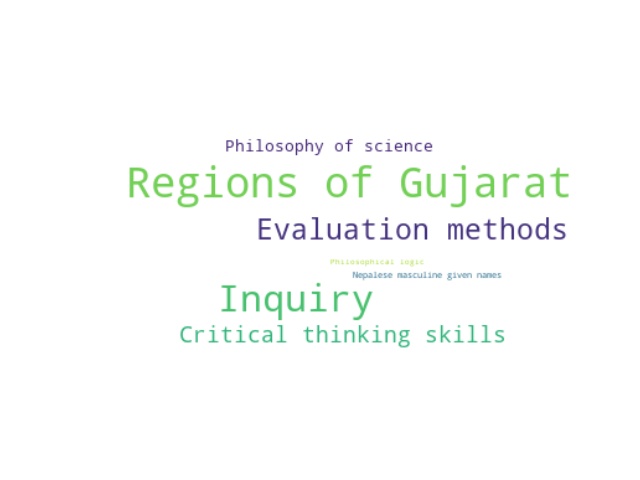 Philosophy of science
Regions of Gujarat
Evaluation methods
Philosophical logic
Nepalese masculine given names
Inquiry
Critical thinking skills